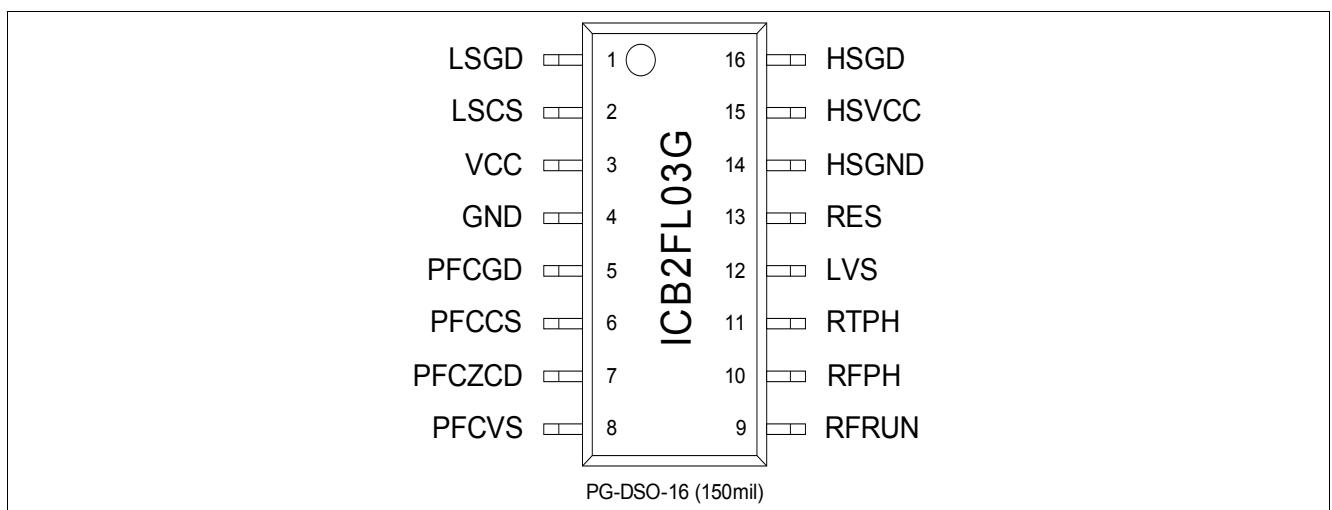 LSGD 1 16 HSGD
LSCS 2 15 HSVCC
VCC 3 14 HSGND
GND 4 13 RES
PFCGD 5 12 LVS
PFCCS 6 11 RTPH
PFCZCD 7 10 RFPH
PFCVS 8 9 RFRUN
ICB2FL03G
PG-DSO-16 (150mil)